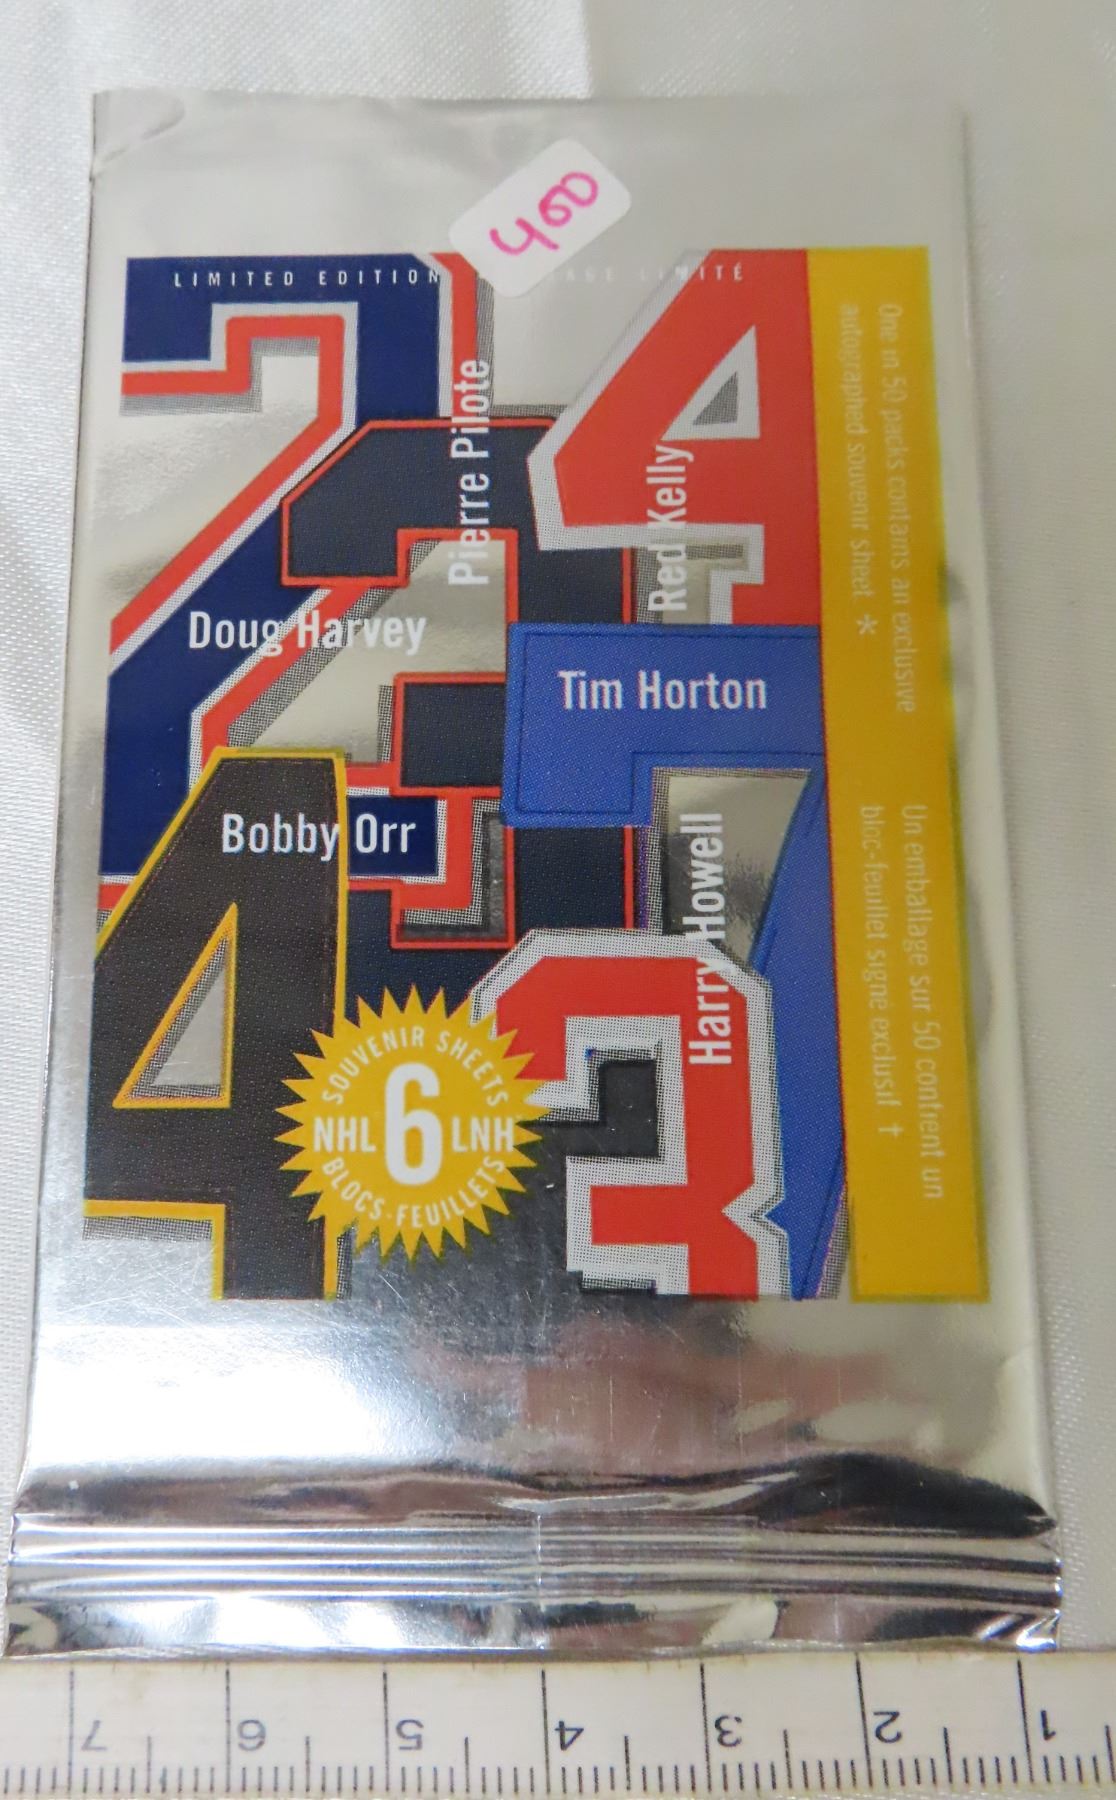 400
LIMITED EDITION
LIMITÉ
Pierre Pilote
Red Kelly
Doug Harvey
Tim Horton
Bobby Orr
Harry Howell
One in 50 packs contains an exclusive
autographed souvenir sheet *
Un emballage sur 50 contient un
bloc-feuillet signé exclusif †
SOUVENIR SHEETS
NHL 6 LNH
BLOCS-FEUILLETS
7 6 5 4 3 2 1